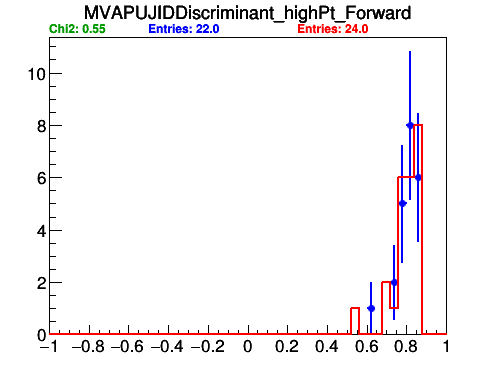 MVAPUJIDDiscriminant_highPt_Forward
Chi2: 0.55 Entries: 22.0 Entries: 24.0
10
8
6
4
2
0
−1 −0.8 −0.6 −0.4 −0.2 0 0.2 0.4 0.6 0.8 1